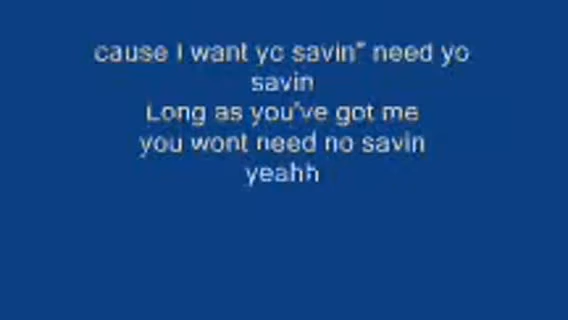 cause I want yo savin" need yo
savin
Long as you've got me
you wont need no savin
yeahh